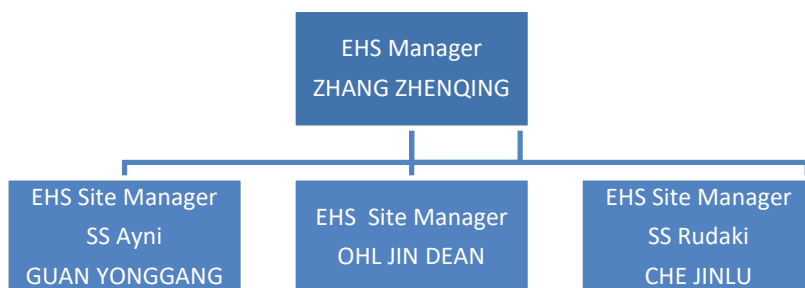 EHS Manager
ZHANG ZHENQING
EHS Site Manager
SS Ayni
GUAN YONGGANG
EHS Site Manager
OHL JIN DEAN
EHS Site Manager
SS Rudaki
CHE JINLU